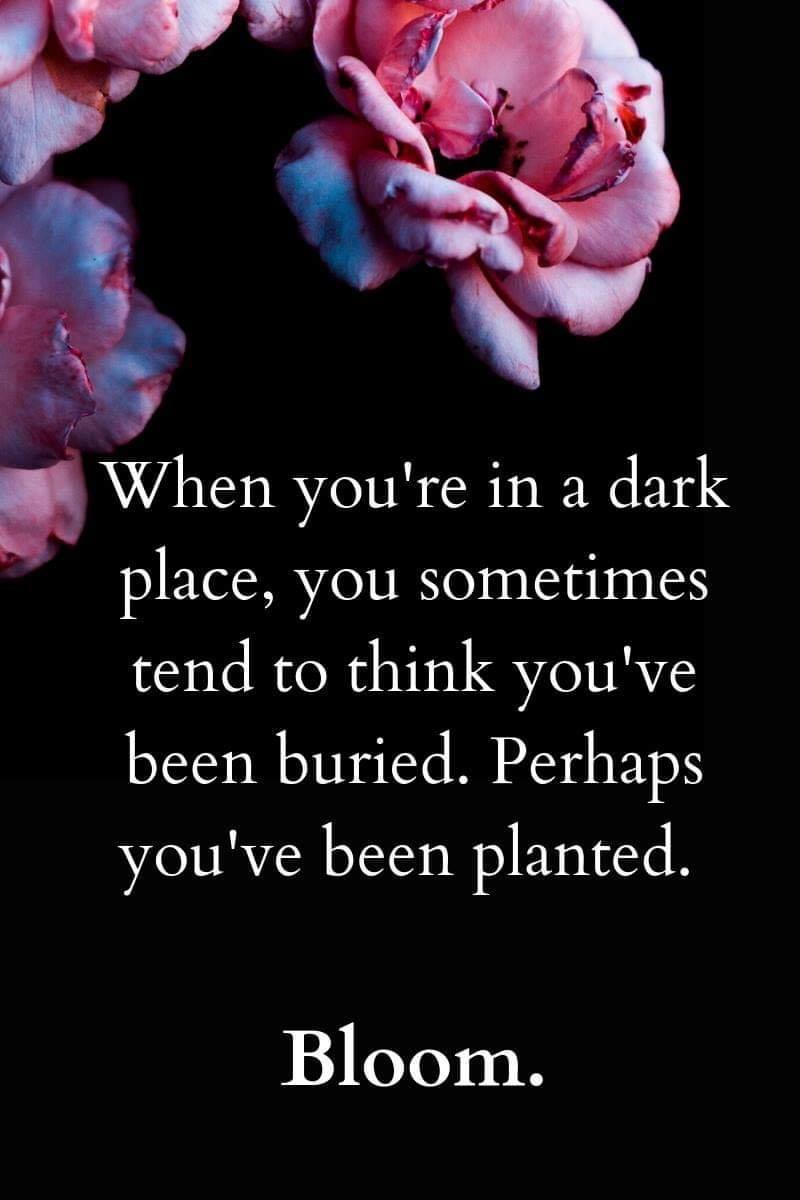 When you're in a dark
place, you sometimes
tend to think you've
been buried. Perhaps
you've been planted.
Bloom.